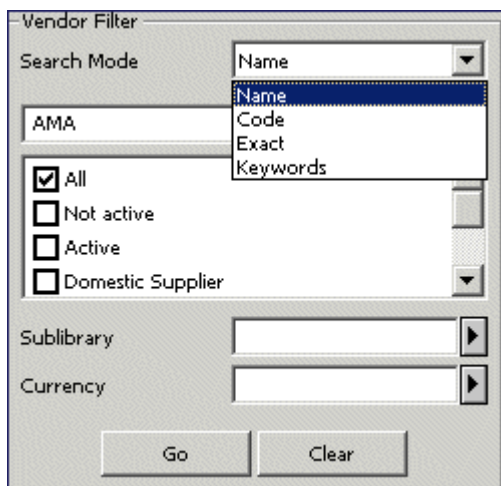 Vendor Filter
Search Mode Name
Name
AMA
Code
Exact
Keywords
All
Not active
Active
Domestic Supplier
Sublibrary
Currency
Go Clear